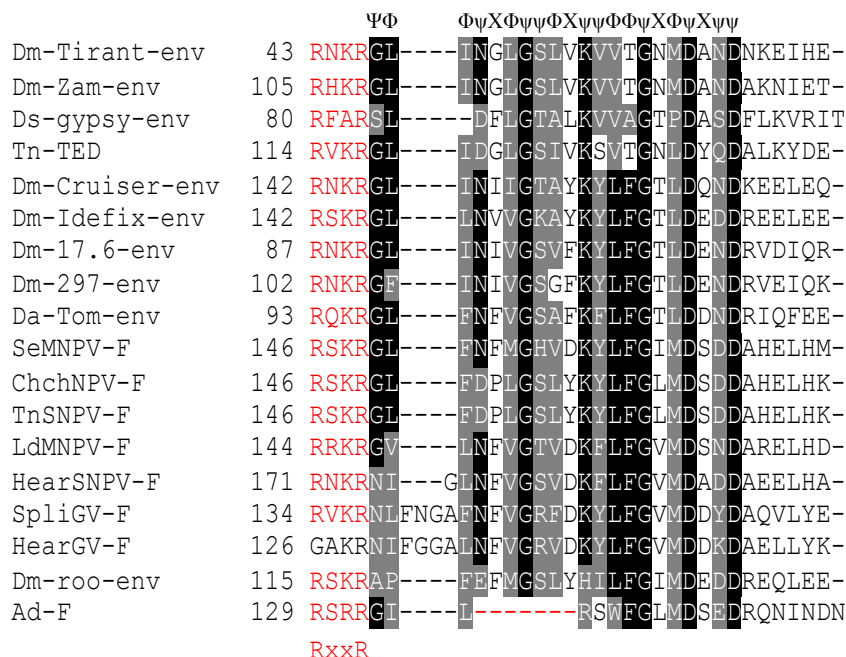 ΨΦ ΦψXΦψψΦXψψΦΦψXΦψXψψ
Dm-Tirant-env 43 RNKRGL----INGLGSLVKVVTGNMDANDNKEIHE-
Dm-Zam-env 105 RHKRGL----INGLGSLVKVVTGNMDANDAKNIET-
Ds-gypsy-env 80 RFARSL-----DFLGTALKVVAGTPDASDFLKVRIT
Tn-TED 114 RVKRGL----IDGLGSIVKSVTGNLDYQDALKYDE-
Dm-Cruiser-env 142 RNKRGL----INIIGTAYKYLFGTLDQNDKEELEQ-
Dm-Idefix-env 142 RSKRGL----LNVVGKAYKYLFGTLDEDDREELEE-
Dm-17.6-env 87 RNKRGL----INIVGSVFKYLFGTLDENDRVDIQR-
Dm-297-env 102 RNKRGF----INIVGSGFKYLFGTLDENDRVEIQK-
Da-Tom-env 93 RQKRGL----FNFVGSAFKFLFGTLDDNDRIQFEE-
SeMNPV-F 146 RSKRGL----FNFMGHVDKYLFGIMDSDDAHELHM-
ChchNPV-F 146 RSKRGL----FDPLGSLYKYLFGLMDSDDAHELHK-
TnSNPV-F 146 RSKRGL----FDPLGSLYKYLFGLMDSDDAHELHK-
LdMNPV-F 144 RRKRGV----LNFVGTVDKFLFGVMDSNDARELHD-
HearSNPV-F 171 RNKRNI---GLNFVGSVDKFLFGVMDADDAEELHA-
SpliGV-F 134 RVKRNLFNGAFNFVGRFDKYLFGVMDDYDAQVLYE-
HearGV-F 126 GAKRNIFGGALNFVGRVDKYLFGVMDDKDAELLYK-
Dm-roo-env 115 RSKRAP----FEFMGSLYHILFGIMDEDDREQLEE-
Ad-F 129 RSRRGI----L-------RSWFGLMDSEDRQNINDN
RxxR